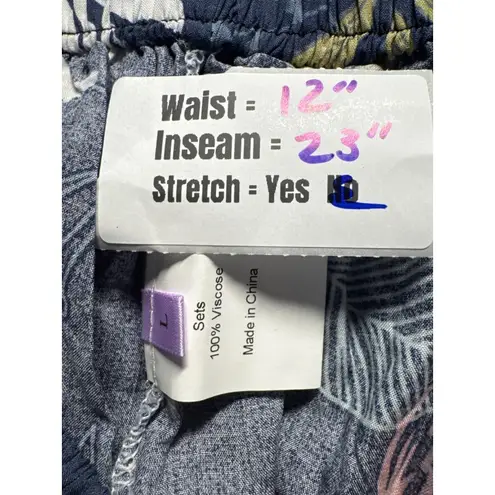 Waist = 12"
Inseam = 23"
Stretch = Yes No
L
Sets
100% Viscose
Made in China